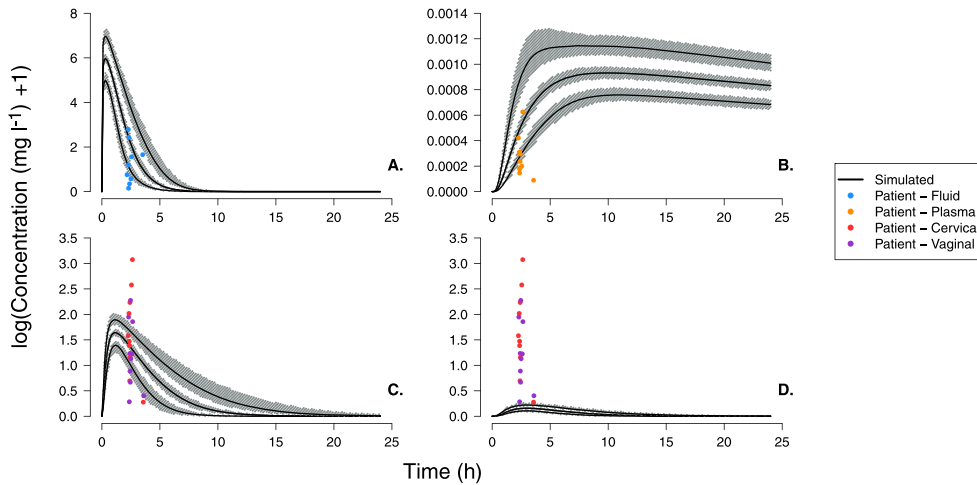 log(Concentration (mg l⁻¹) +1)
8
6
4
2
0
0 5 10 15 20 25
A.
0.0014
0.0012
0.0010
0.0008
0.0006
0.0004
0.0002
0.0000
0 5 10 15 20 25
B.
Simulated
Patient – Fluid
Patient – Plasma
Patient – Cervica
Patient – Vaginal
3.5
3.0
2.5
2.0
1.5
1.0
0.5
0.0
0 5 10 15 20 25
C.
3.5
3.0
2.5
2.0
1.5
1.0
0.5
0.0
0 5 10 15 20 25
D.
Time (h)